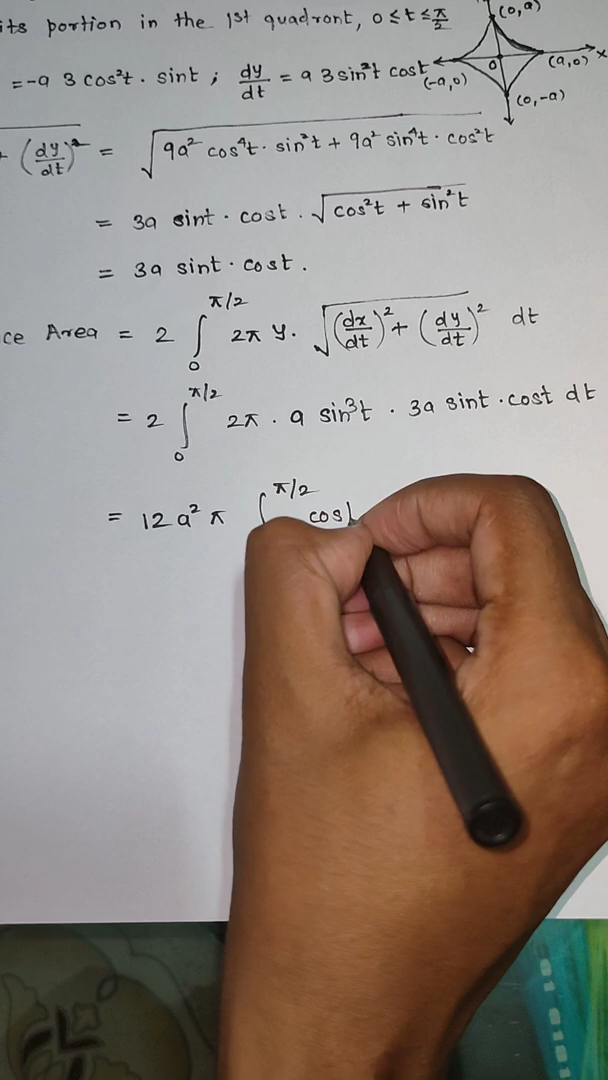 its portion in the 1st quadront, 0 ≤ t ≤ π/2
(0, a)
= -a 3 cos²t · sint ; dy/dt = a 3 sin²t cost
x
0
(a, 0)
(-a, 0)
(0, -a)
+ (dy/dt)² = √(9a² cos⁴t · sin²t + 9a² sin⁴t · cos²t)
= 3a sint · cost · √(cos²t + sin²t)
= 3a sint · cost.
ce Area = 2 ∫₀^π/2 2π y · √((dx/dt)² + (dy/dt)²) dt
= 2 ∫₀^π/2 2π · a sin³t · 3a sint · cost dt
= 12 a² π ∫^π/2 cost